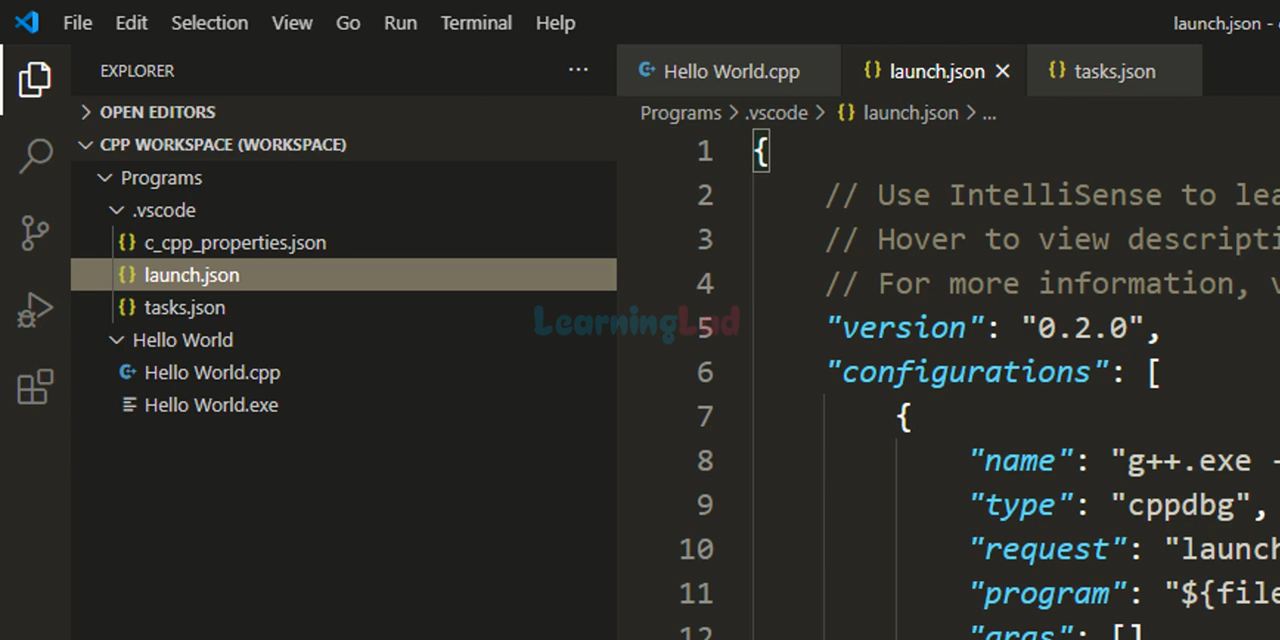 File Edit Selection View Go Run Terminal Help
launch.json -
EXPLORER
...
OPEN EDITORS
CPP WORKSPACE (WORKSPACE)
Programs
.vscode
{} c_cpp_properties.json
{} launch.json
{} tasks.json
Hello World
Hello World.cpp
Hello World.exe
Hello World.cpp {} launch.json × {} tasks.json
Programs > .vscode > {} launch.json > ...
1 {
2 // Use IntelliSense to lea
3 // Hover to view descripti
4 // For more information, v
5 "version": "0.2.0",
6 "configurations": [
7 {
8 "name": "g++.exe -
9 "type": "cppdbg",
10 "request": "launch
11 "program": "${file
12 "args": [],
LearningLud